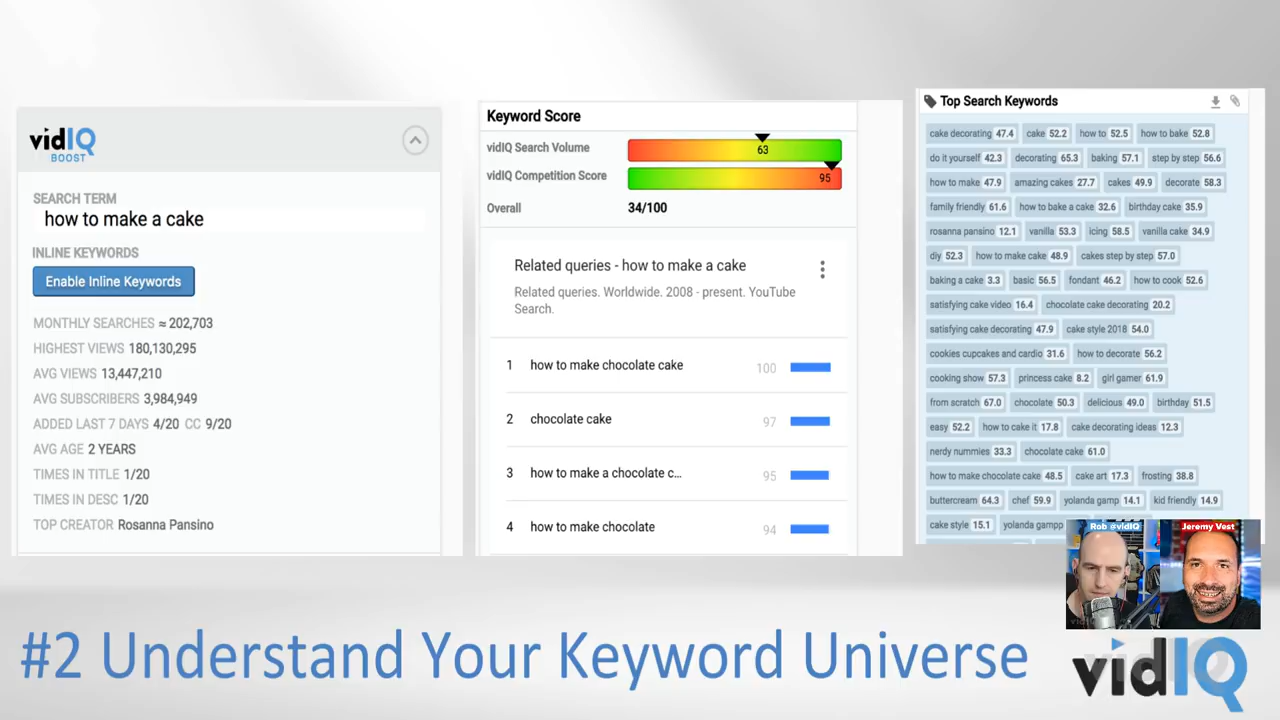 vidIQ
BOOST
SEARCH TERM
how to make a cake
INLINE KEYWORDS
Enable Inline Keywords
MONTHLY SEARCHES ≈ 202,703
HIGHEST VIEWS 180,130,295
AVG VIEWS 13,447,210
AVG SUBSCRIBERS 3,984,949
ADDED LAST 7 DAYS 4/20 CC 9/20
AVG AGE 2 YEARS
TIMES IN TITLE 1/20
TIMES IN DESC 1/20
TOP CREATOR Rosanna Pansino
Keyword Score
vidIQ Search Volume 63
vidIQ Competition Score 95
Overall 34/100
Related queries - how to make a cake
Related queries. Worldwide. 2008 - present. YouTube
Search.
1 how to make chocolate cake 100
2 chocolate cake 97
3 how to make a chocolate c... 95
4 how to make chocolate 94
Top Search Keywords
cake decorating 47.4 cake 52.2 how to 52.5 how to bake 52.8
do it yourself 42.3 decorating 65.3 baking 57.1 step by step 56.6
how to make 47.9 amazing cakes 27.7 cakes 49.9 decorate 58.3
family friendly 61.6 how to bake a cake 32.6 birthday cake 35.9
rosanna pansino 12.1 vanilla 53.3 icing 58.5 vanilla cake 34.9
diy 52.3 how to make cake 48.9 cakes step by step 57.0
baking a cake 3.3 basic 56.5 fondant 46.2 how to cook 52.6
satisfying cake video 16.4 chocolate cake decorating 20.2
satisfying cake decorating 47.9 cake style 2018 54.0
cookies cupcakes and cardio 31.6 how to decorate 56.2
cooking show 57.3 princess cake 8.2 girl gamer 61.9
from scratch 67.0 chocolate 50.3 delicious 49.0 birthday 51.5
easy 52.2 how to cake it 17.8 cake decorating ideas 12.3
nerdy nummies 33.3 chocolate cake 61.0
how to make chocolate cake 48.5 cake art 17.3 frosting 38.8
buttercream 64.3 chef 59.9 yolanda gamp 14.1 kid friendly 14.9
cake style 15.1 yolanda gampp
Rob @vidIQ
Jeremy Vest
#2 Understand Your Keyword Universe
vidIQ